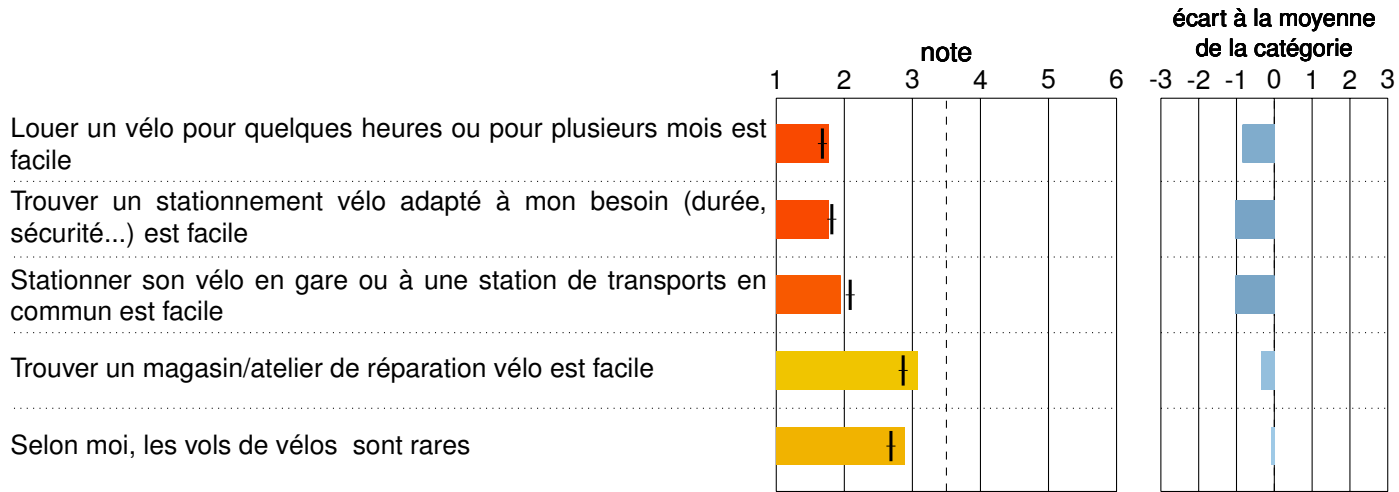 écart à la moyenne
de la catégorie
note
1 2 3 4 5 6
-3 -2 -1 0 1 2 3
Louer un vélo pour quelques heures ou pour plusieurs mois est
facile
Trouver un stationnement vélo adapté à mon besoin (durée,
sécurité...) est facile
Stationner son vélo en gare ou à une station de transports en
commun est facile
Trouver un magasin/atelier de réparation vélo est facile
Selon moi, les vols de vélos sont rares